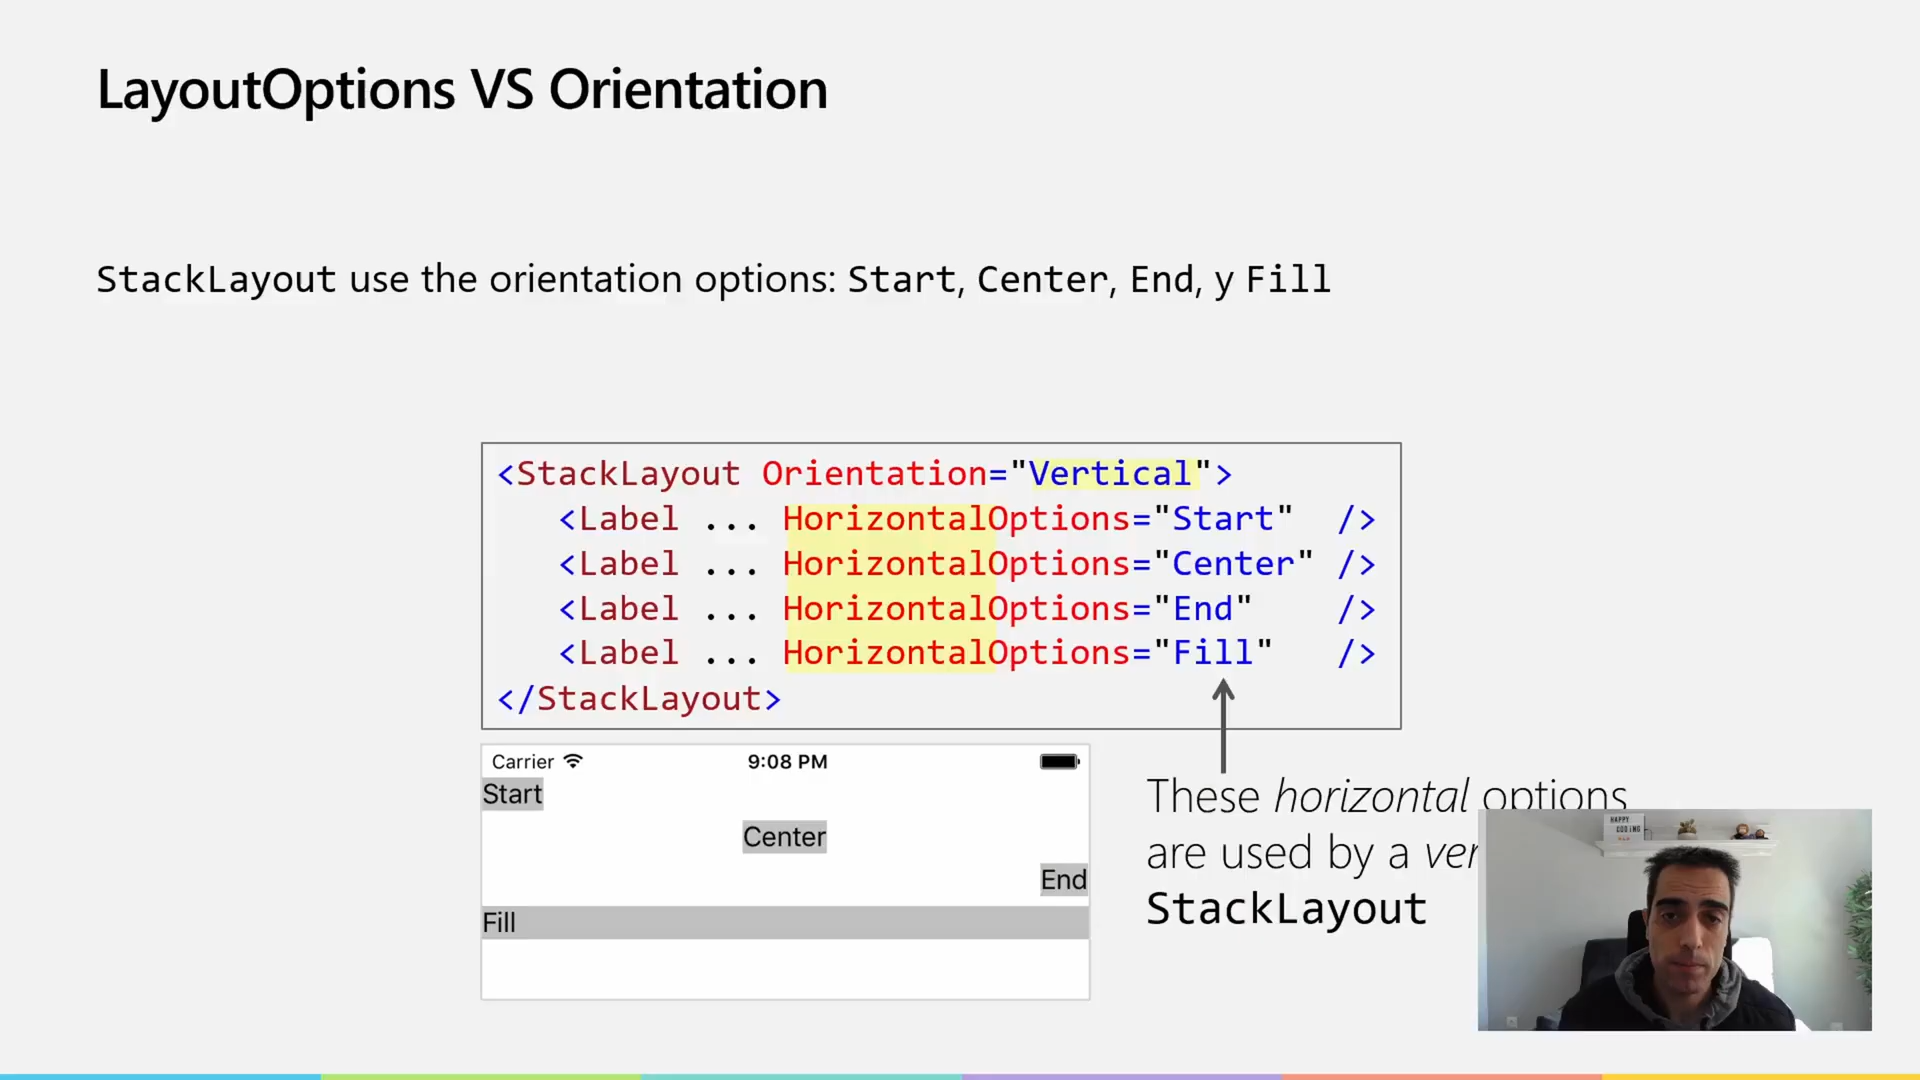 LayoutOptions VS Orientation
StackLayout use the orientation options: Start, Center, End, y Fill
<StackLayout Orientation="Vertical">
<Label ... HorizontalOptions="Start" />
<Label ... HorizontalOptions="Center" />
<Label ... HorizontalOptions="End" />
<Label ... HorizontalOptions="Fill" />
</StackLayout>
Carrier 9:08 PM
Start
Center
End
Fill
These horizontal options
are used by a
StackLayout
HAPPY
CODING